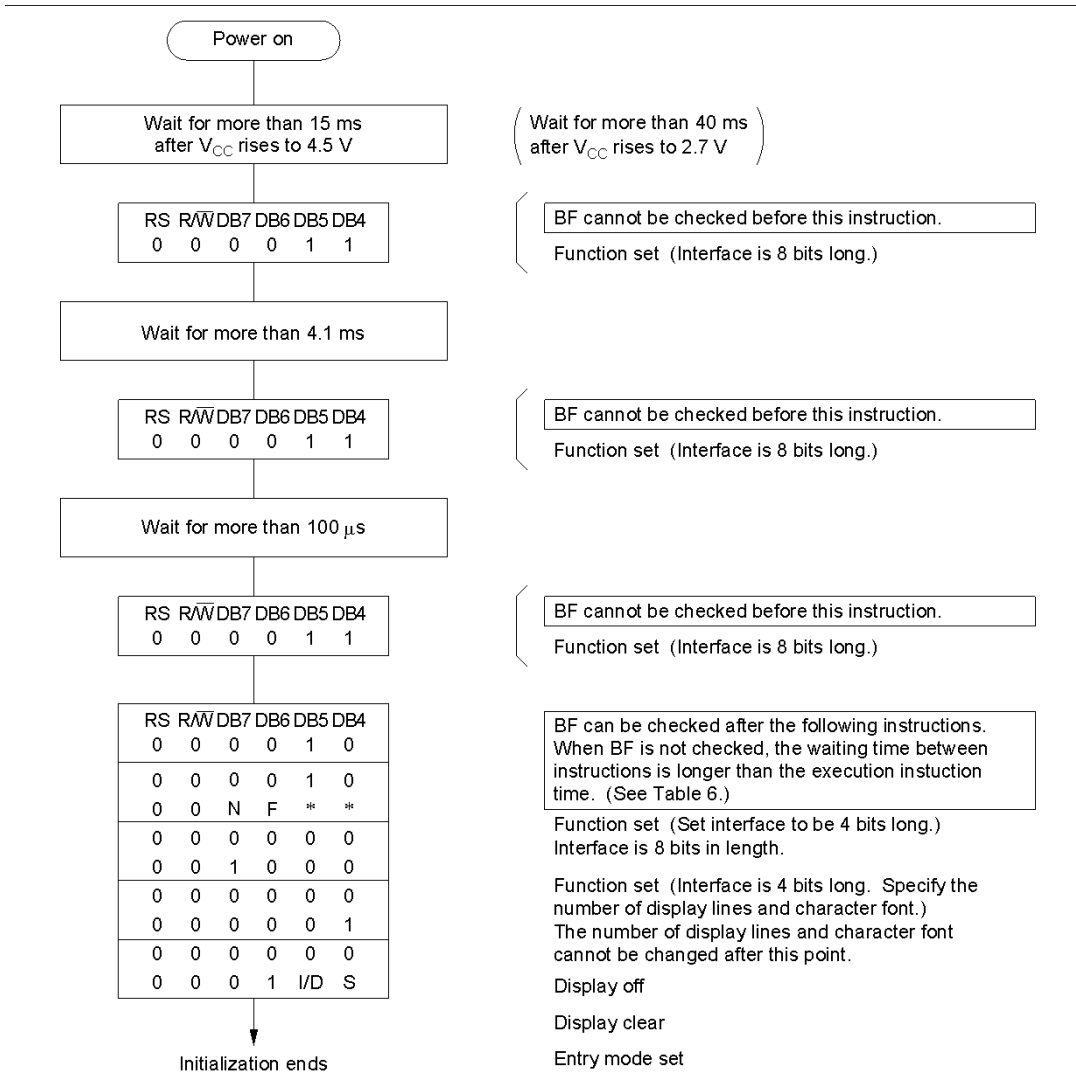 Power on
Wait for more than 15 ms
after VCC rises to 4.5 V
Wait for more than 40 ms
after VCC rises to 2.7 V
RS R/W̅ DB7 DB6 DB5 DB4
0 0 0 0 1 1
BF cannot be checked before this instruction.
Function set (Interface is 8 bits long.)
Wait for more than 4.1 ms
RS R/W̅ DB7 DB6 DB5 DB4
0 0 0 0 1 1
BF cannot be checked before this instruction.
Function set (Interface is 8 bits long.)
Wait for more than 100 μs
RS R/W̅ DB7 DB6 DB5 DB4
0 0 0 0 1 1
BF cannot be checked before this instruction.
Function set (Interface is 8 bits long.)
RS R/W̅ DB7 DB6 DB5 DB4
0 0 0 0 1 0
0 0 0 0 1 0
0 0 N F * *
0 0 0 0 0 0
0 0 1 0 0 0
0 0 0 0 0 0
0 0 0 0 0 1
0 0 0 0 0 0
0 0 0 1 I/D S
Initialization ends
BF can be checked after the following instructions.
When BF is not checked, the waiting time between
instructions is longer than the execution instuction
time. (See Table 6.)
Function set (Set interface to be 4 bits long.)
Interface is 8 bits in length.
Function set (Interface is 4 bits long. Specify the
number of display lines and character font.)
The number of display lines and character font
cannot be changed after this point.
Display off
Display clear
Entry mode set